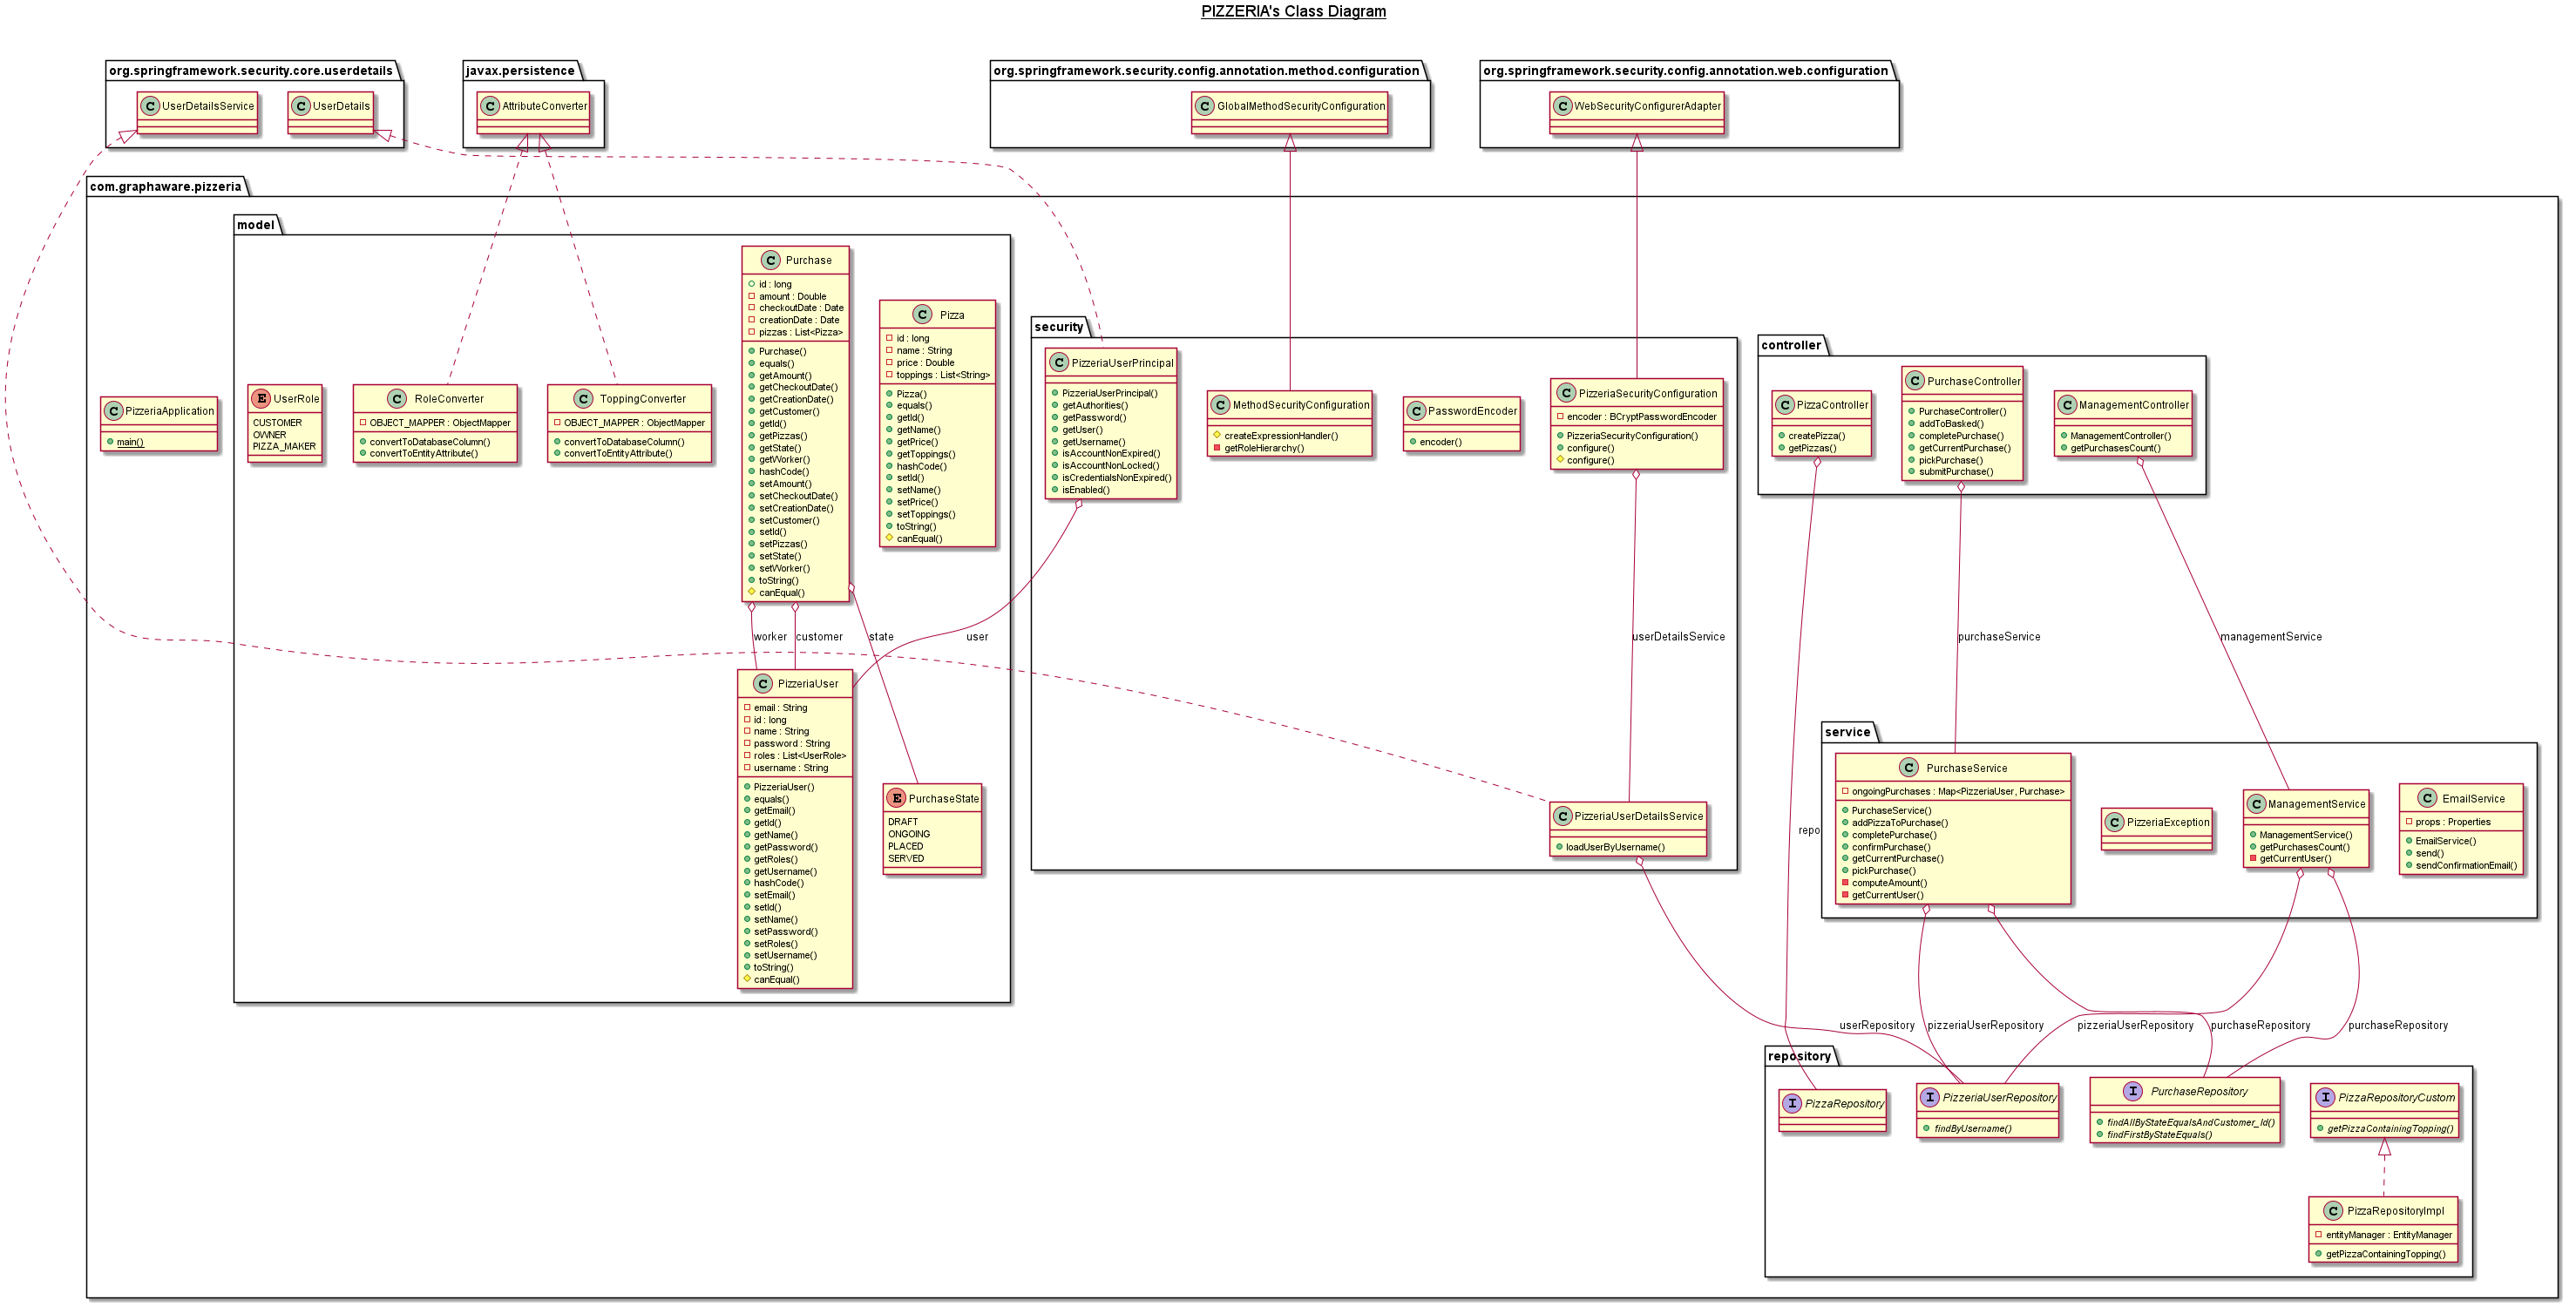 PIZZERIA's Class Diagram
org.springframework.security.core.userdetails
C UserDetailsService
C UserDetails
javax.persistence
C AttributeConverter
org.springframework.security.config.annotation.method.configuration
C GlobalMethodSecurityConfiguration
org.springframework.security.config.annotation.web.configuration
C WebSecurityConfigurerAdapter
com.graphaware.pizzeria
C PizzeriaApplication
main()
model
E UserRole
CUSTOMER
OWNER
PIZZA_MAKER
C RoleConverter
OBJECT_MAPPER : ObjectMapper
convertToDatabaseColumn()
convertToEntityAttribute()
C ToppingConverter
OBJECT_MAPPER : ObjectMapper
convertToDatabaseColumn()
convertToEntityAttribute()
C Purchase
id : long
amount : Double
checkoutDate : Date
creationDate : Date
pizzas : List<Pizza>
Purchase()
equals()
getAmount()
getCheckoutDate()
getCreationDate()
getCustomer()
getId()
getPizzas()
getState()
getWorker()
hashCode()
setAmount()
setCheckoutDate()
setCreationDate()
setCustomer()
setId()
setPizzas()
setState()
setWorker()
toString()
canEqual()
C Pizza
id : long
name : String
price : Double
toppings : List<String>
Pizza()
equals()
getId()
getName()
getPrice()
getToppings()
hashCode()
setId()
setName()
setPrice()
setToppings()
toString()
canEqual()
worker
customer
state
user
C PizzeriaUser
email : String
id : long
name : String
password : String
roles : List<UserRole>
username : String
PizzeriaUser()
equals()
getEmail()
getId()
getName()
getPassword()
getRoles()
getUsername()
hashCode()
setEmail()
setId()
setName()
setPassword()
setRoles()
setUsername()
toString()
canEqual()
E PurchaseState
DRAFT
ONGOING
PLACED
SERVED
security
C PizzeriaUserPrincipal
PizzeriaUserPrincipal()
getAuthorities()
getPassword()
getUser()
getUsername()
isAccountNonExpired()
isAccountNonLocked()
isCredentialsNonExpired()
isEnabled()
C MethodSecurityConfiguration
createExpressionHandler()
getRoleHierarchy()
C PasswordEncoder
encoder()
C PizzeriaSecurityConfiguration
encoder : BCryptPasswordEncoder
PizzeriaSecurityConfiguration()
configure()
configure()
userDetailsService
C PizzeriaUserDetailsService
loadUserByUsername()
controller
C PizzaController
createPizza()
getPizzas()
C PurchaseController
PurchaseController()
addToBasked()
completePurchase()
getCurrentPurchase()
pickPurchase()
submitPurchase()
C ManagementController
ManagementController()
getPurchasesCount()
purchaseService
managementService
repo
service
C PurchaseService
ongoingPurchases : Map<PizzeriaUser, Purchase>
PurchaseService()
addPizzaToPurchase()
completePurchase()
confirmPurchase()
getCurrentPurchase()
pickPurchase()
computeAmount()
getCurrentUser()
C PizzeriaException
C ManagementService
ManagementService()
getPurchasesCount()
getCurrentUser()
C EmailService
props : Properties
EmailService()
send()
sendConfirmationEmail()
userRepository
pizzeriaUserRepository
pizzeriaUserRepository
purchaseRepository
purchaseRepository
repository
I PizzaRepository
I PizzeriaUserRepository
findByUsername()
I PurchaseRepository
findAllByStateEqualsAndCustomer_Id()
findFirstByStateEquals()
I PizzaRepositoryCustom
getPizzaContainingTopping()
C PizzaRepositoryImpl
entityManager : EntityManager
getPizzaContainingTopping()